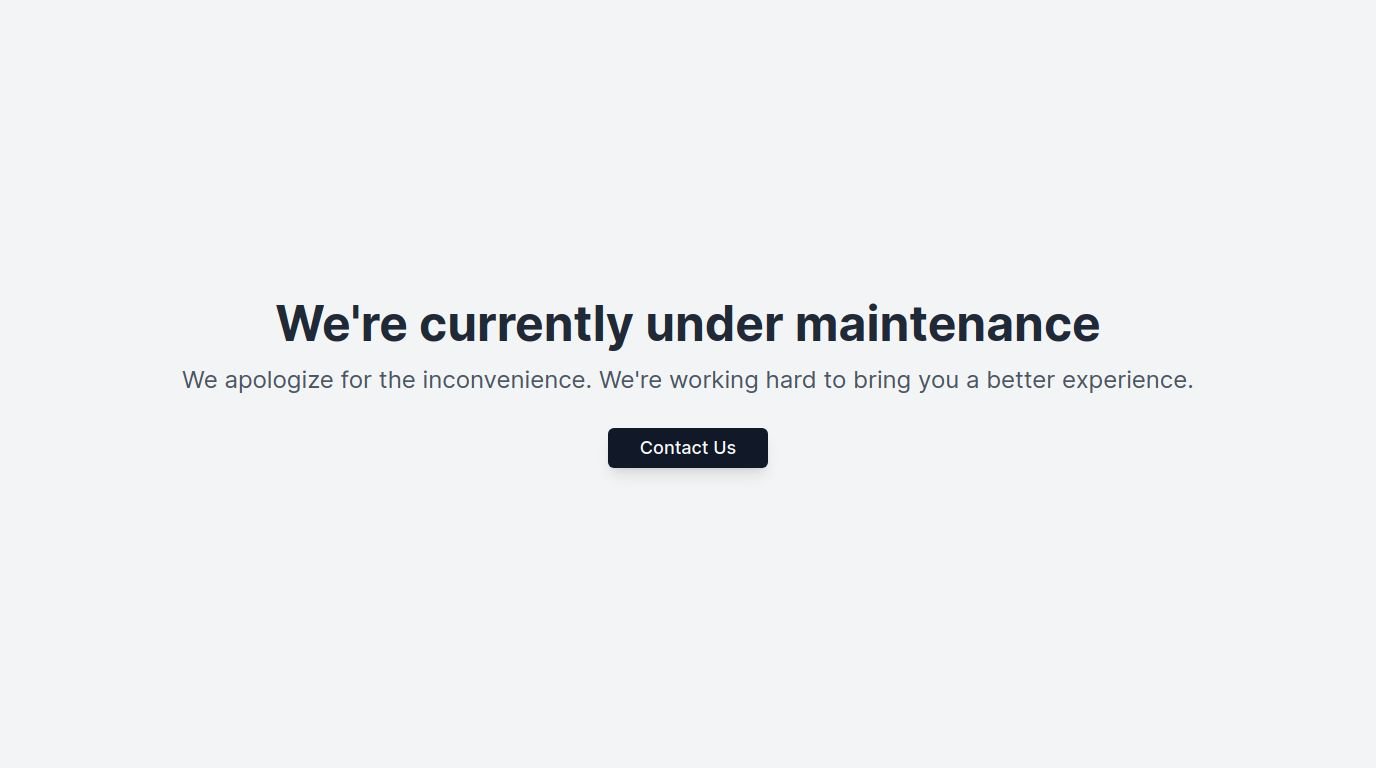 We're currently under maintenance
We apologize for the inconvenience. We're working hard to bring you a better experience.
Contact Us